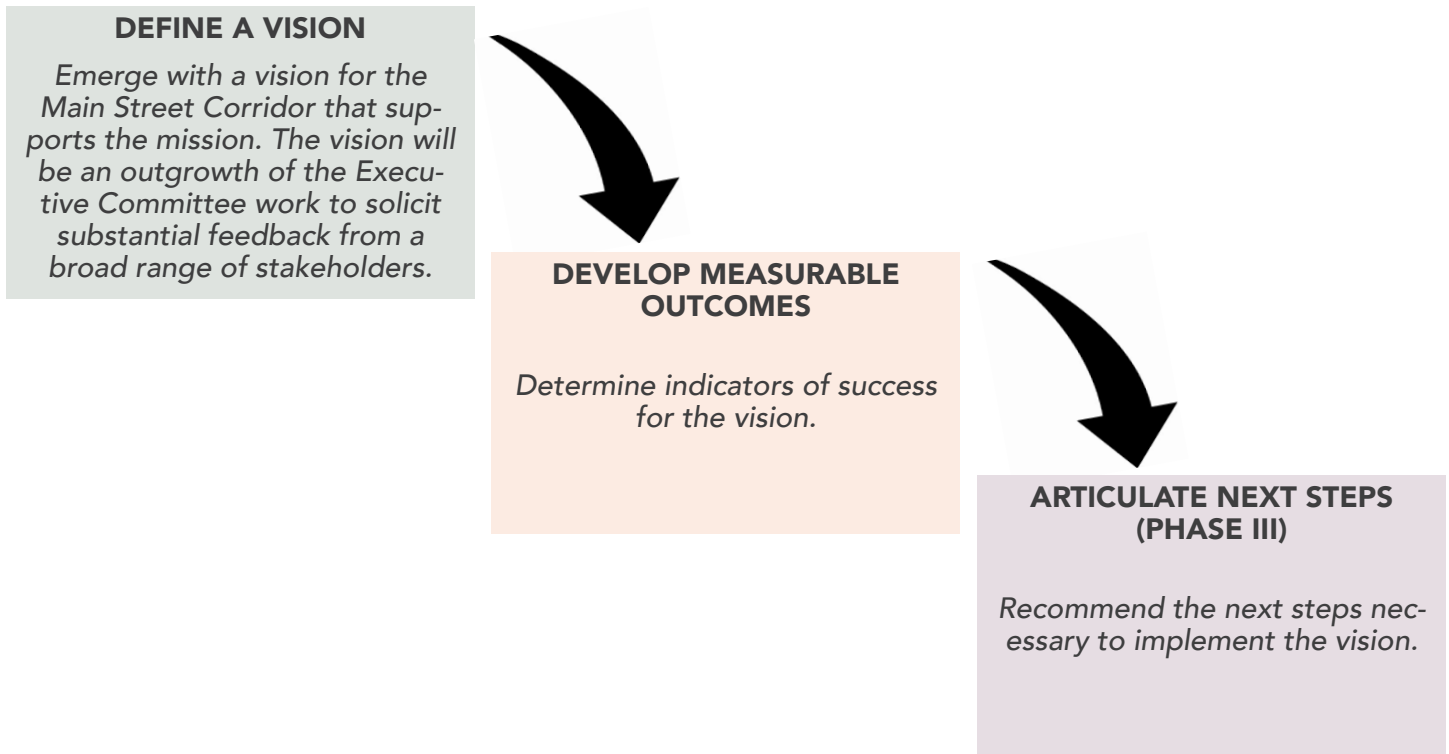 DEFINE A VISION
Emerge with a vision for the
Main Street Corridor that sup-
ports the mission. The vision will
be an outgrowth of the Execu-
tive Committee work to solicit
substantial feedback from a
broad range of stakeholders.
DEVELOP MEASURABLE
OUTCOMES
Determine indicators of success
for the vision.
ARTICULATE NEXT STEPS
(PHASE III)
Recommend the next steps nec-
essary to implement the vision.